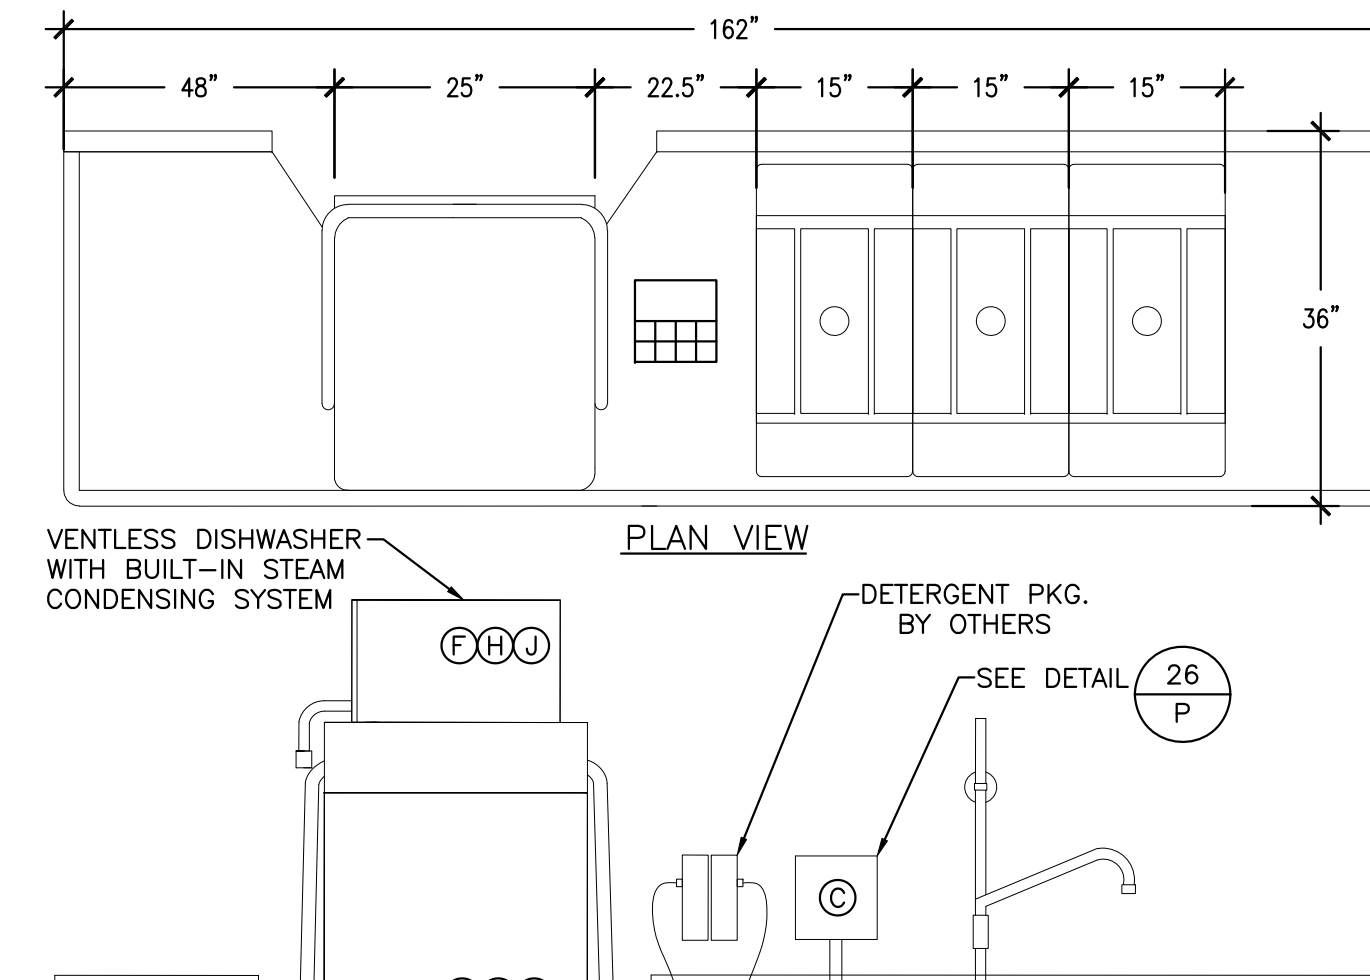 162”
48” 25” 22.5” 15” 15” 15”
36”
PLAN VIEW
VENTLESS DISHWASHER
WITH BUILT-IN STEAM
CONDENSING SYSTEM
F H J
DETERGENT PKG.
BY OTHERS
SEE DETAIL 26
P
C